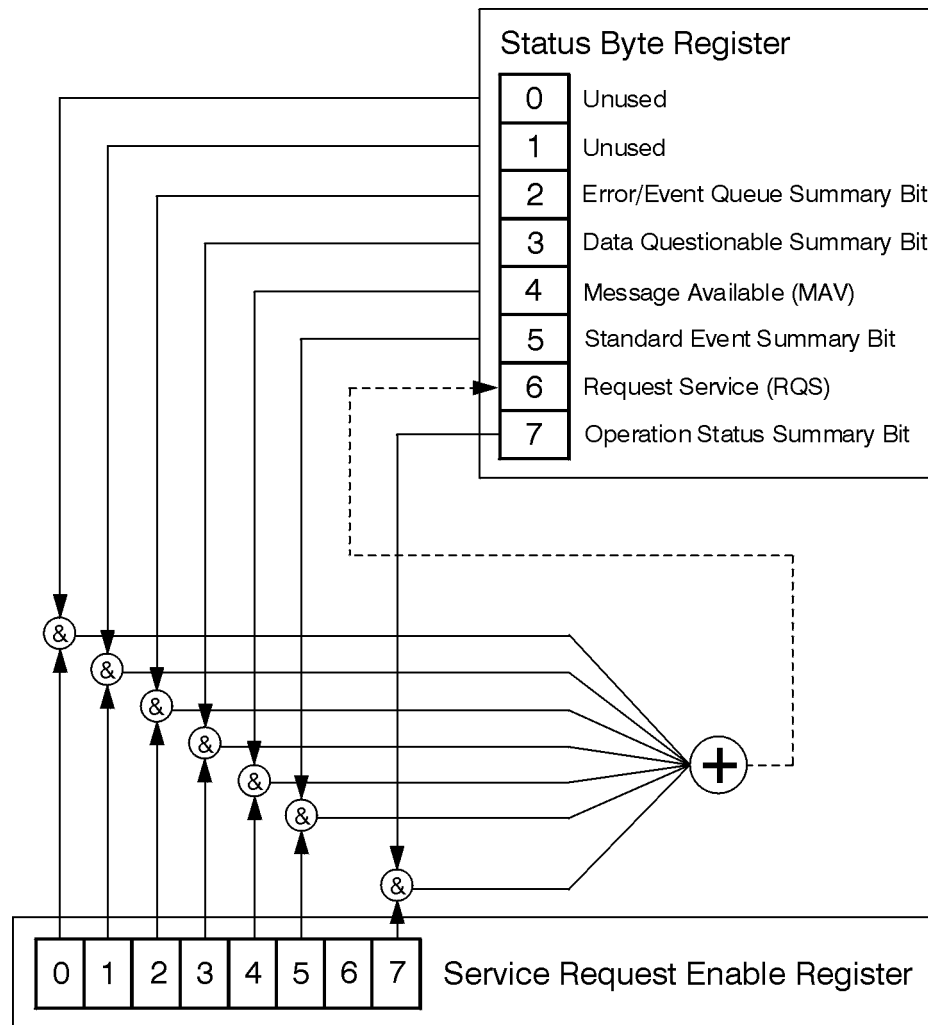 Status Byte Register
0 Unused
1 Unused
2 Error/Event Queue Summary Bit
3 Data Questionable Summary Bit
4 Message Available (MAV)
5 Standard Event Summary Bit
6 Request Service (RQS)
7 Operation Status Summary Bit
&
&
&
&
&
&
+
&
0 1 2 3 4 5 6 7 Service Request Enable Register